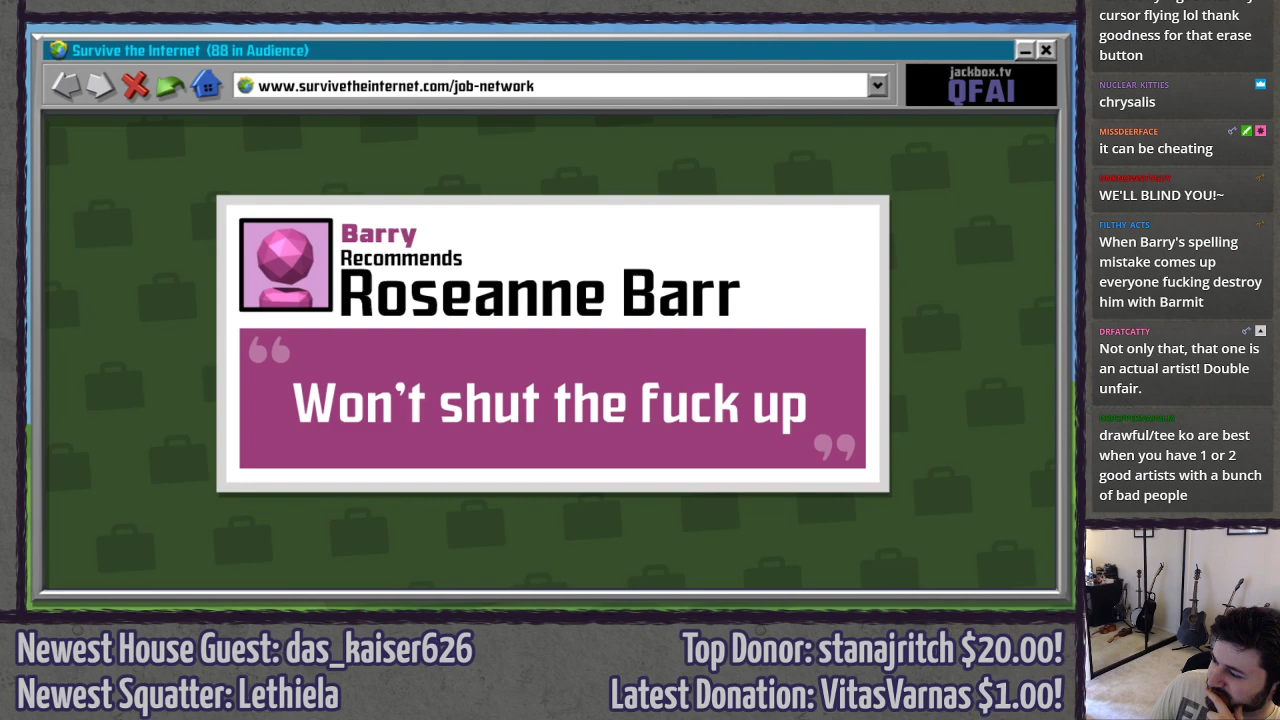 Survive the Internet (88 in Audience)
www.survivetheinternet.com/job-network
jackbox.tv
QFAI
Barry
Recommends
Roseanne Barr
“
Won't shut the fuck up
”
cursor flying lol thank
goodness for that erase
button
NUCLEAR KITTIES
chrysalis
MISSDEERFACE
it can be cheating
WE'LL BLIND YOU!~
FILTHY ACTS
When Barry's spelling
mistake comes up
everyone fucking destroy
him with Barmit
DRFATCATTY
Not only that, that one is
an actual artist! Double
unfair.
drawful/tee ko are best
when you have 1 or 2
good artists with a bunch
of bad people
Newest House Guest: das_kaiser626
Newest Squatter: Lethiela
Top Donor: stanajritch $20.00!
Latest Donation: VitasVarnas $1.00!